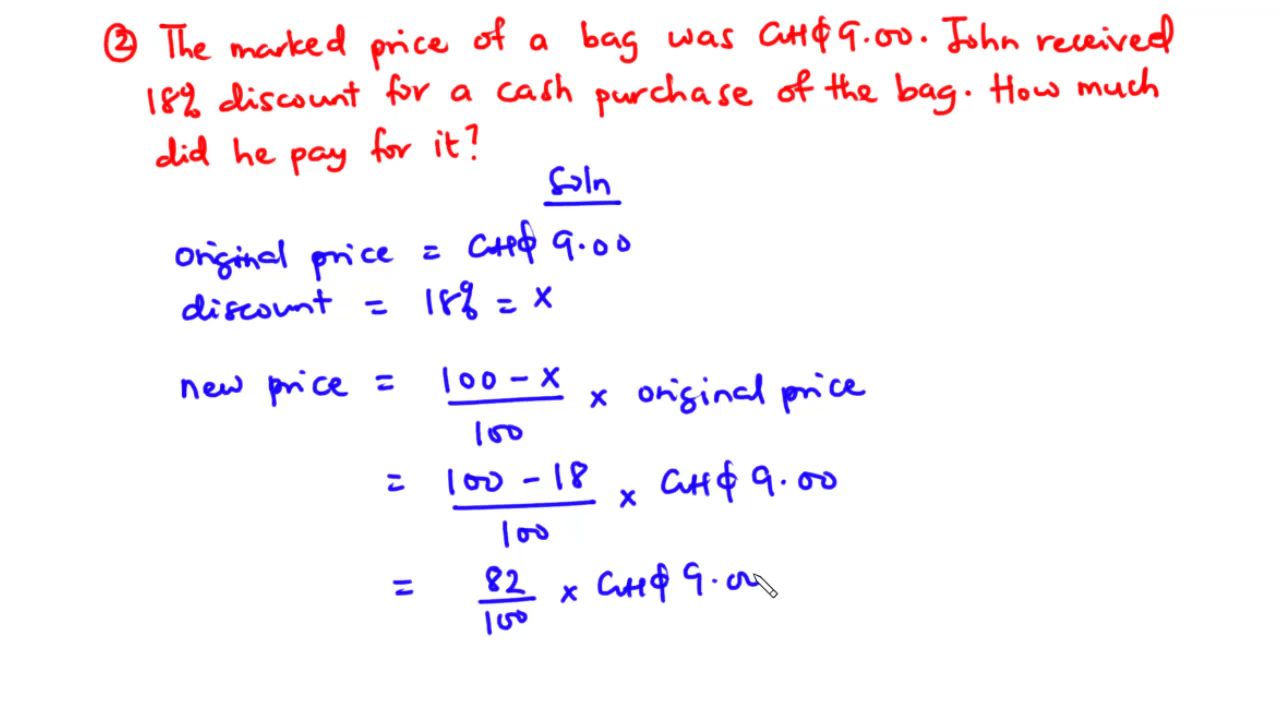 ② The marked price of a bag was GH¢9.00. John received
18% discount for a cash purchase of the bag. How much
did he pay for it?
Soln
original price = GH¢ 9.00
discount = 18% = x
new price = 100 - x / 100 × original price
= 100 - 18 / 100 × GH¢ 9.00
= 82 / 100 × GH¢ 9.00